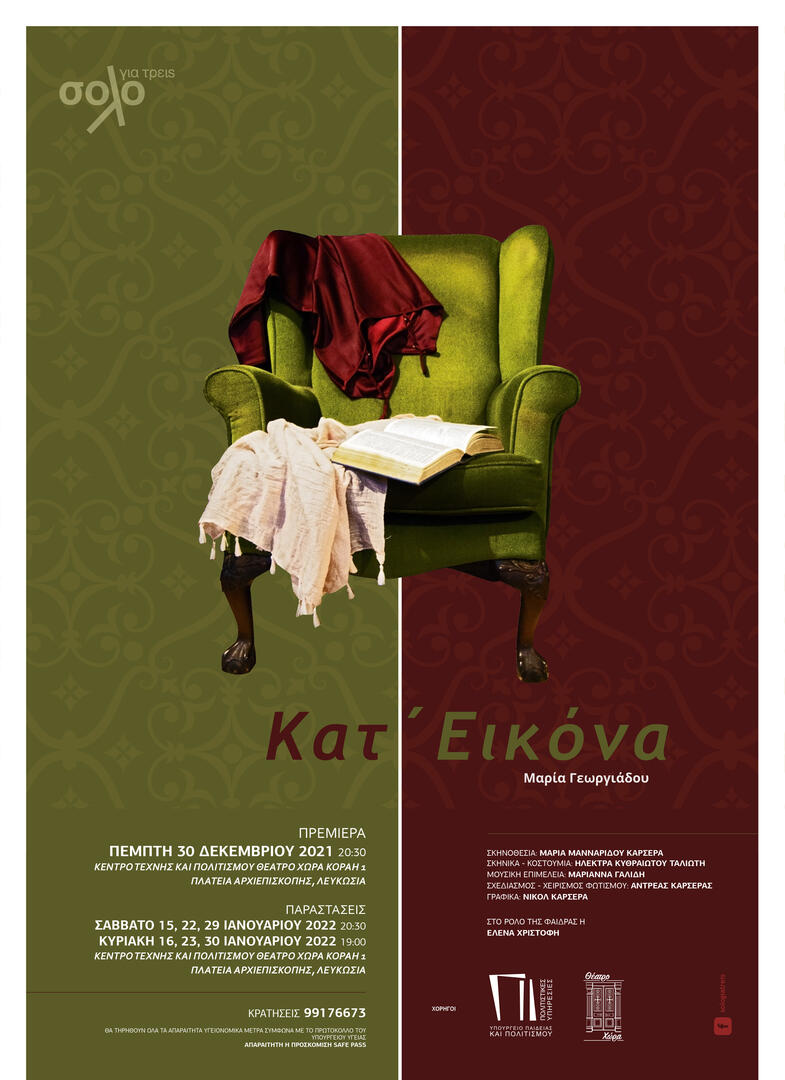 για τρεις
σόλο
Κατ΄Εικόνα
Μαρία Γεωργιάδου
ΠΡΕΜΙΕΡΑ
ΠΕΜΠΤΗ 30 ΔΕΚΕΜΒΡΙΟΥ 2021 20:30
ΚΕΝΤΡΟ ΤΕΧΝΗΣ ΚΑΙ ΠΟΛΙΤΙΣΜΟΥ ΘΕΑΤΡΟ ΧΩΡΑ ΚΟΡΑΗ 1
ΠΛΑΤΕΙΑ ΑΡΧΙΕΠΙΣΚΟΠΗΣ, ΛΕΥΚΩΣΙΑ
ΠΑΡΑΣΤΑΣΕΙΣ
ΣΑΒΒΑΤΟ 15, 22, 29 ΙΑΝΟΥΑΡΙΟΥ 2022 20:30
ΚΥΡΙΑΚΗ 16, 23, 30 ΙΑΝΟΥΑΡΙΟΥ 2022 19:00
ΚΕΝΤΡΟ ΤΕΧΝΗΣ ΚΑΙ ΠΟΛΙΤΙΣΜΟΥ ΘΕΑΤΡΟ ΧΩΡΑ ΚΟΡΑΗ 1
ΠΛΑΤΕΙΑ ΑΡΧΙΕΠΙΣΚΟΠΗΣ, ΛΕΥΚΩΣΙΑ
ΚΡΑΤΗΣΕΙΣ 99176673
ΘΑ ΤΗΡΗΘΟΥΝ ΟΛΑ ΤΑ ΑΠΑΡΑΙΤΗΤΑ ΥΓΕΙΟΝΟΜΙΚΑ ΜΕΤΡΑ ΣΥΜΦΩΝΑ ΜΕ ΤΟ ΠΡΩΤΟΚΟΛΛΟ ΤΟΥ
ΥΠΟΥΡΓΕΙΟΥ ΥΓΕΙΑΣ
ΑΠΑΡΑΙΤΗΤΗ Η ΠΡΟΣΚΟΜΙΣΗ SAFE PASS
ΣΚΗΝΟΘΕΣΙΑ: ΜΑΡΙΑ ΜΑΝΝΑΡΙΔΟΥ ΚΑΡΣΕΡΑ
ΣΚΗΝΙΚΑ - ΚΟΣΤΟΥΜΙΑ: ΗΛΕΚΤΡΑ ΚΥΘΡΑΙΩΤΟΥ ΤΑΛΙΩΤΗ
ΜΟΥΣΙΚΗ ΕΠΙΜΕΛΕΙΑ: ΜΑΡΙΑΝΝΑ ΓΑΛΙΔΗ
ΣΧΕΔΙΑΣΜΟΣ - ΧΕΙΡΙΣΜΟΣ ΦΩΤΙΣΜΟΥ: ΑΝΤΡΕΑΣ ΚΑΡΣΕΡΑΣ
ΓΡΑΦΙΚΑ: ΝΙΚΟΛ ΚΑΡΣΕΡΑ
ΣΤΟ ΡΟΛΟ ΤΗΣ ΦΑΙΔΡΑΣ Η
ΕΛΕΝΑ ΧΡΙΣΤΟΦΗ
ΧΟΡΗΓΟΙ
ΠΟΛΙΤΙΣΤΙΚΕΣ
ΥΠΗΡΕΣΙΕΣ
ΥΠΟΥΡΓΕΙΟ ΠΑΙΔΕΙΑΣ
ΚΑΙ ΠΟΛΙΤΙΣΜΟΥ
Θέατρο
Χώρα
sologiatreis